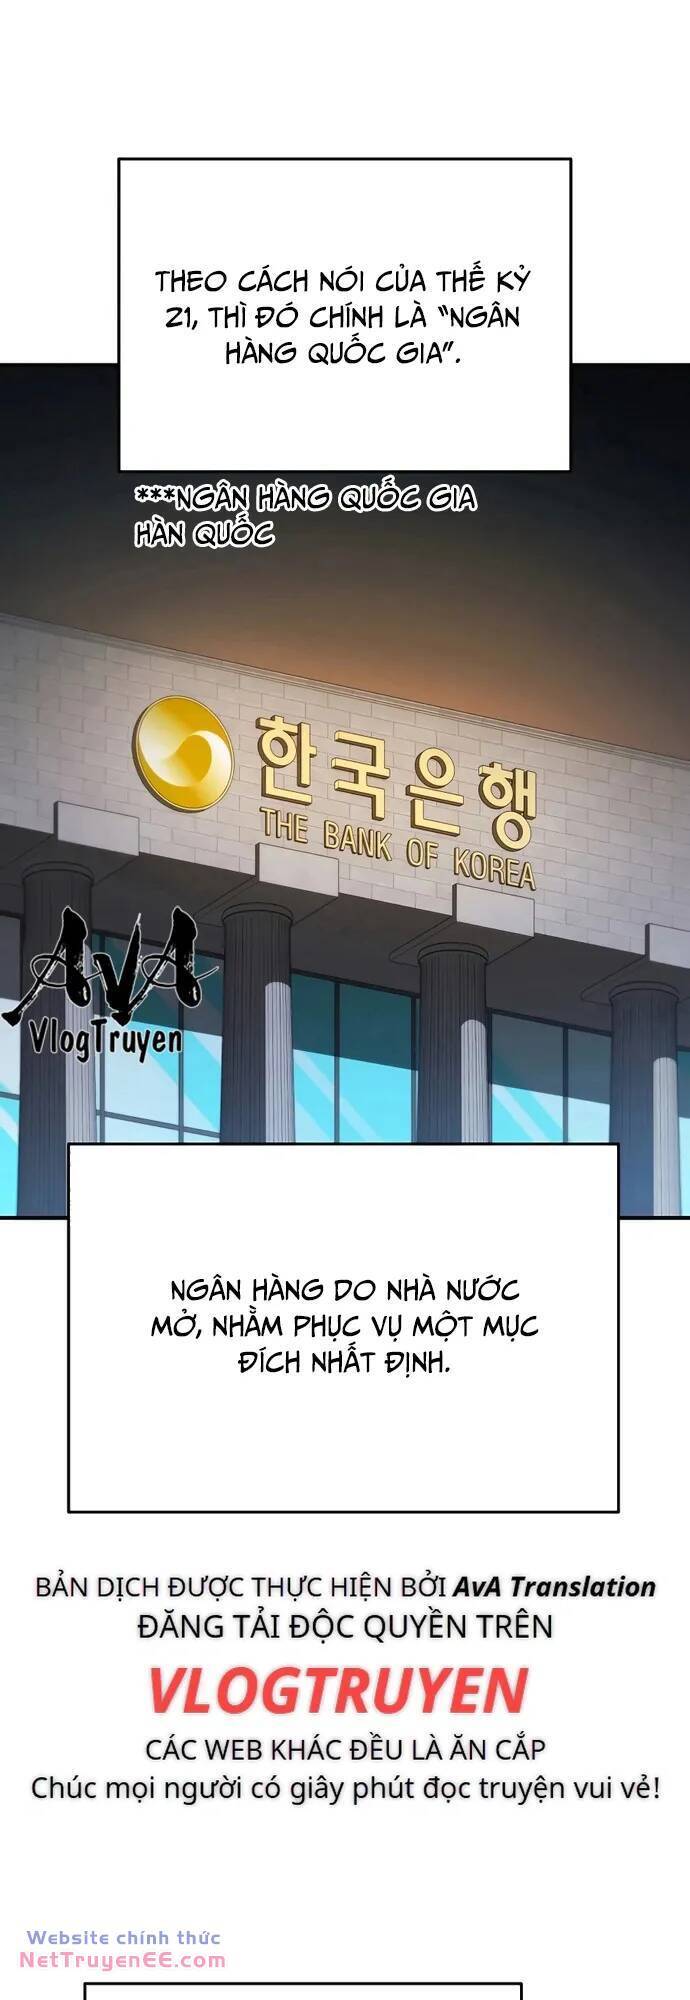 THEO CÁCH NÓI CỦA THẾ KỶ
21, THÌ ĐÓ CHÍNH LÀ "NGÂN
HÀNG QUỐC GIA".
***NGÂN HÀNG QUỐC GIA
HÀN QUỐC
한국은행
THE BANK OF KOREA
AVA
VlogTruyen
NGÂN HÀNG DO NHÀ NƯỚC
MỞ, NHẰM PHỤC VỤ MỘT MỤC
ĐÍCH NHẤT ĐỊNH.
BẢN DỊCH ĐƯỢC THỰC HIỆN BỞI AvA Translation
ĐĂNG TẢI ĐỘC QUYỀN TRÊN
VLOGTRUYEN
CÁC WEB KHÁC ĐỀU LÀ ĂN CẮP
Chúc mọi người có giây phút đọc truyện vui vẻ!
Website chính thức
NetTruyenEE.com